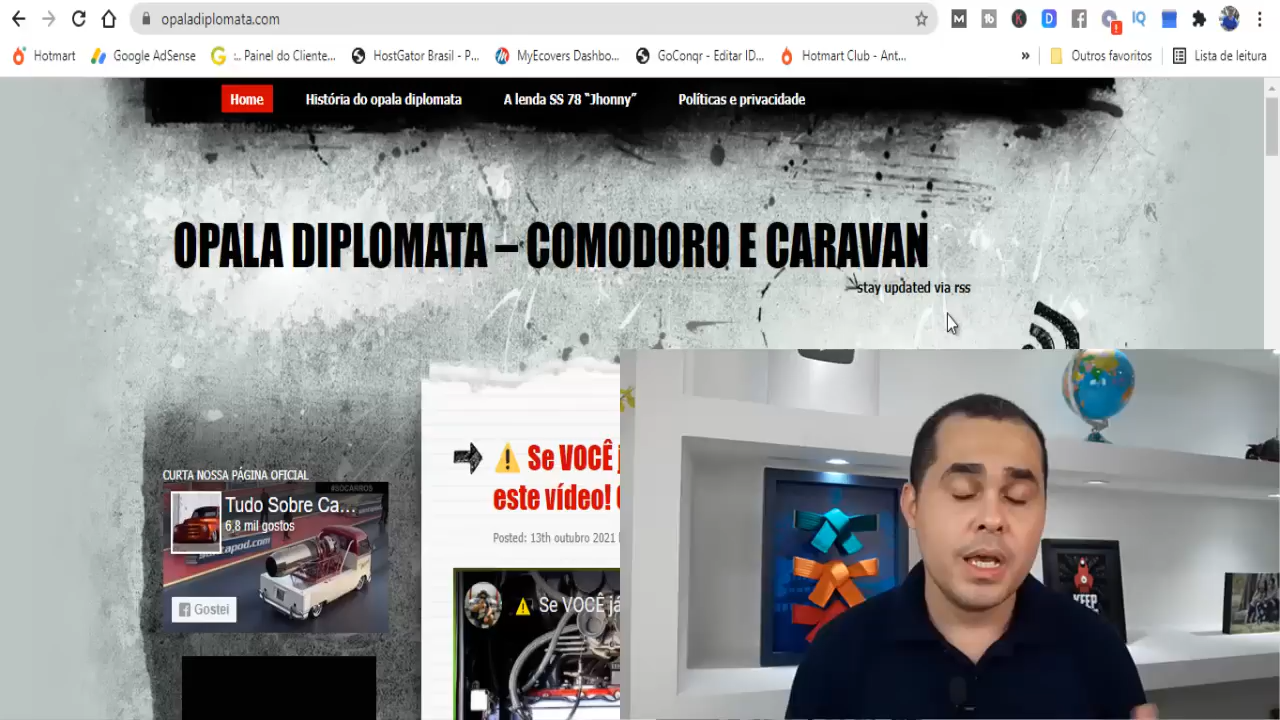 opaladiplomata.com
Hotmart
Google AdSense
:.. Painel do Cliente...
HostGator Brasil - P...
MyEcovers Dashbo...
GoConqr - Editar ID...
Hotmart Club - Ant...
»
Outros favoritos
Lista de leitura
Home
História do opala diplomata
A lenda SS 78 “Jhonny”
Políticas e privacidade
OPALA DIPLOMATA – COMODORO E CARAVAN
stay updated via rss
Se VOCÊ
este vídeo!
Posted: 13th outubro 2021
CURTA NOSSA PÁGINA OFICIAL
#SOCARROS
Tudo Sobre Ca...
6,8 mil gostos
Gostei
Se VOCÊ já
KEEP